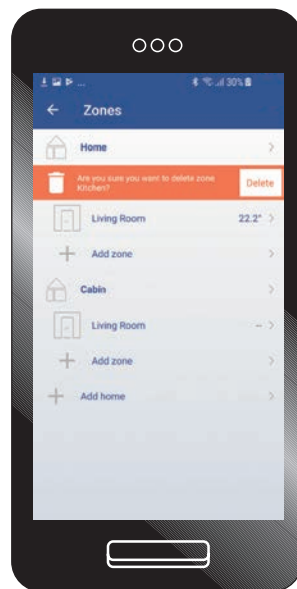 ... 30%
← Zones
Home >
Are you sure you want to delete zone
Kitchen?
Delete
Living Room 22.2° >
+ Add zone >
Cabin >
Living Room -- >
+ Add zone >
+ Add home >